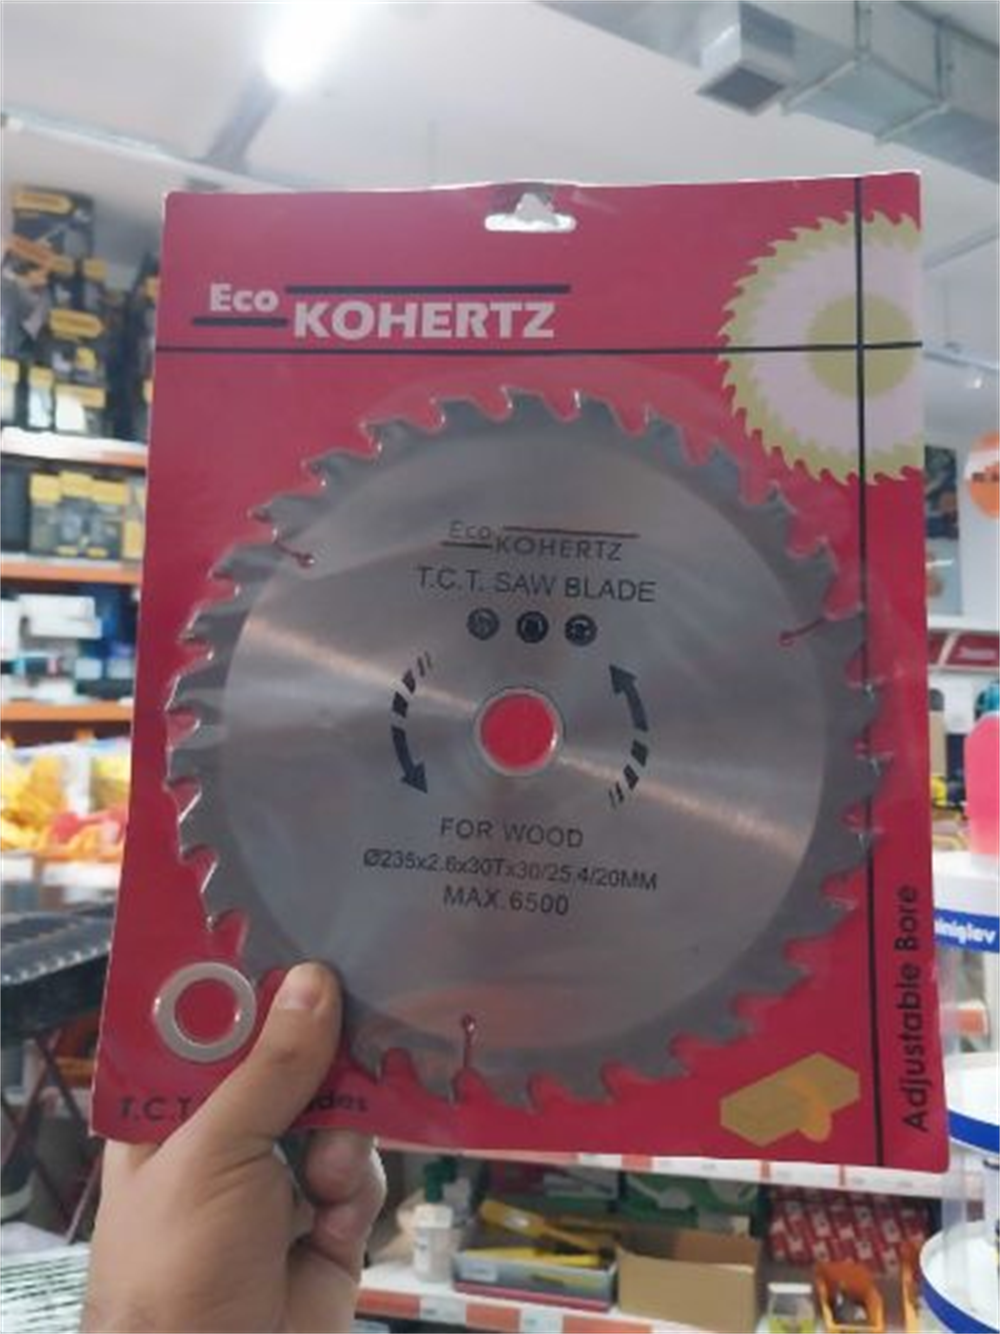 Eco
KOHERTZ
Eco KOHERTZ
T.C.T. SAW BLADE
FOR WOOD
Ø235x2.6x30Tx30/25.4/20MM
MAX.6500
Adjustable Bore
T.C.T